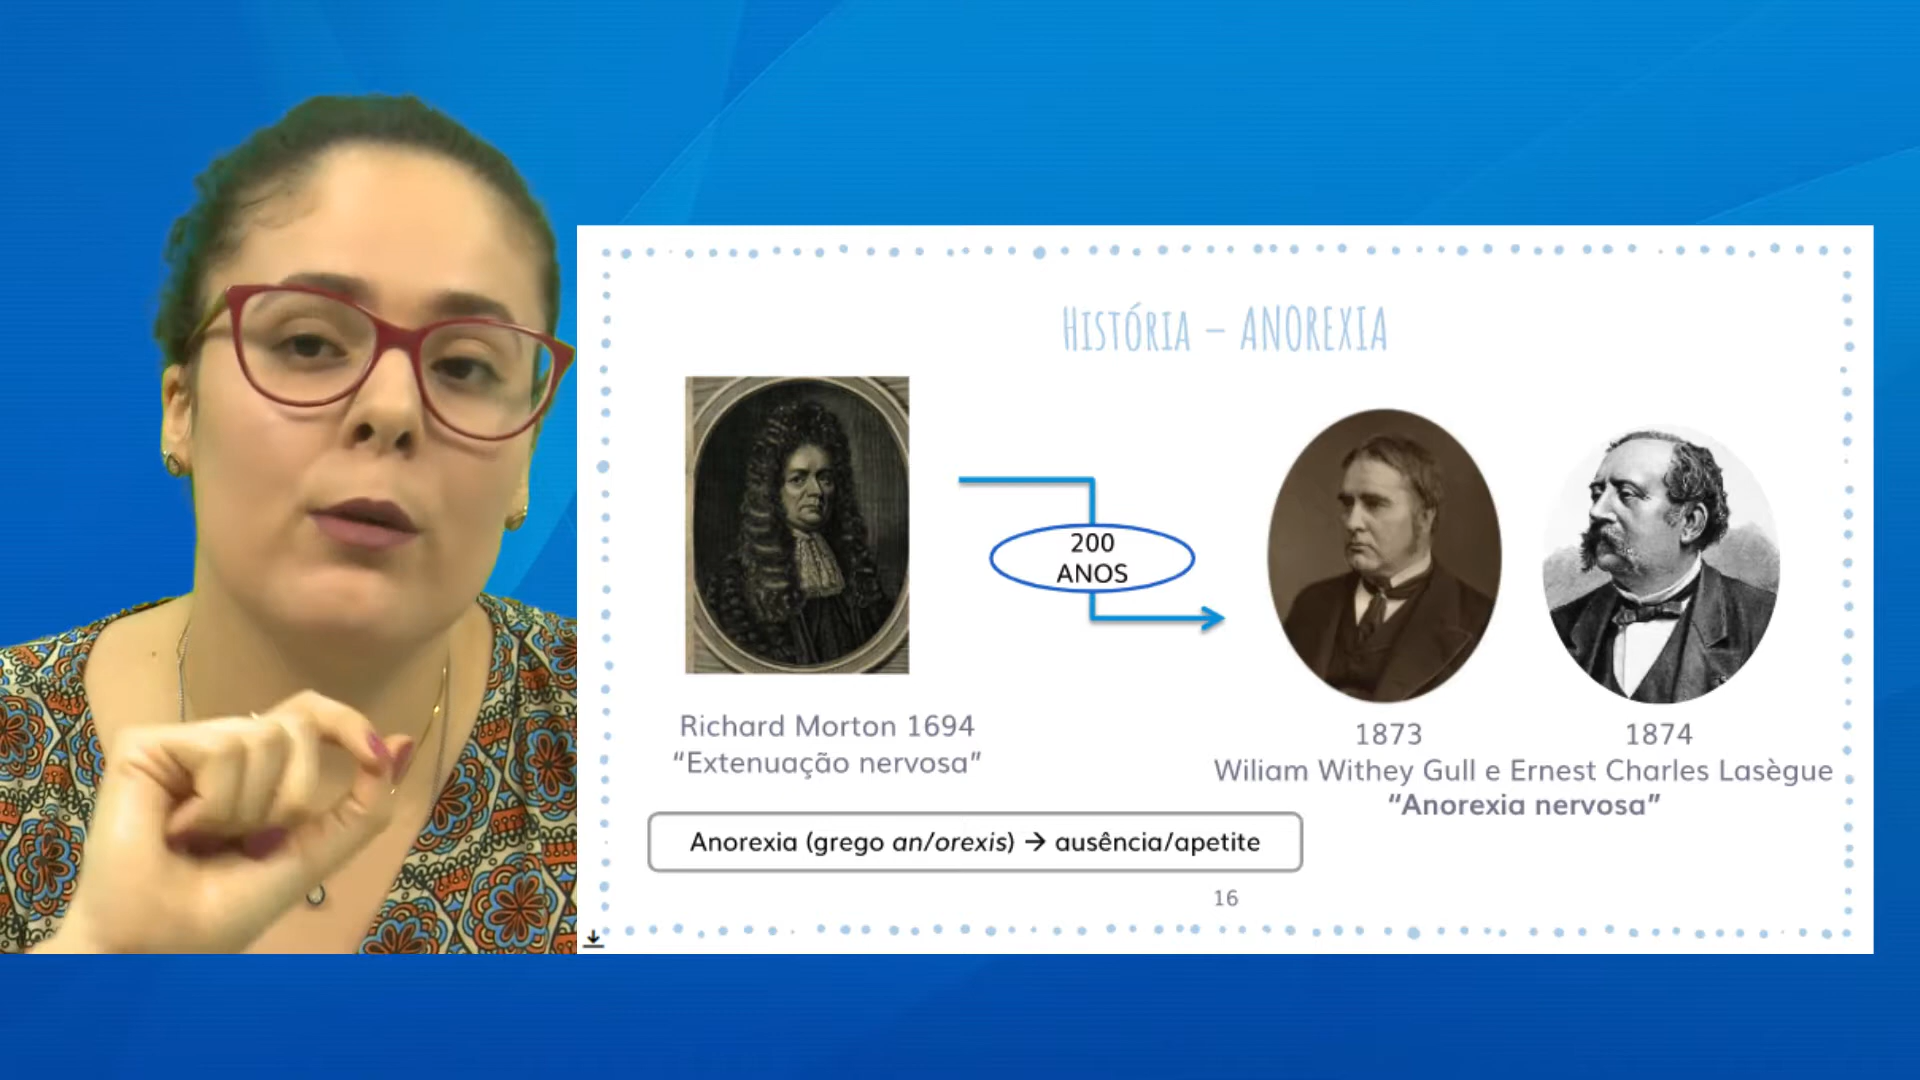 História – ANOREXIA
200
ANOS
Richard Morton 1694
“Extenuação nervosa”
1873
1874
Wiliam Withey Gull e Ernest Charles Lasègue
“Anorexia nervosa”
Anorexia (grego an/orexis) → ausência/apetite
16